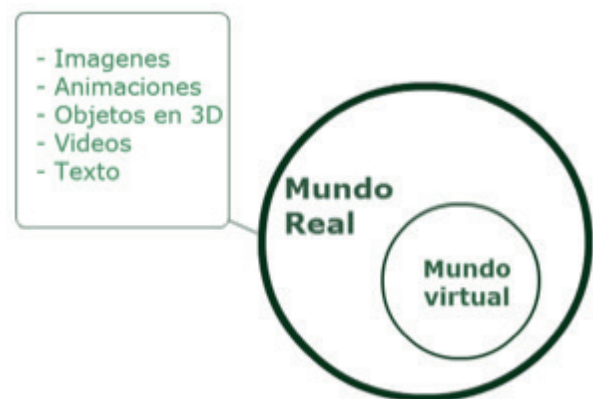 - Imagenes
- Animaciones
- Objetos en 3D
- Videos
- Texto
Mundo
Real
Mundo
virtual